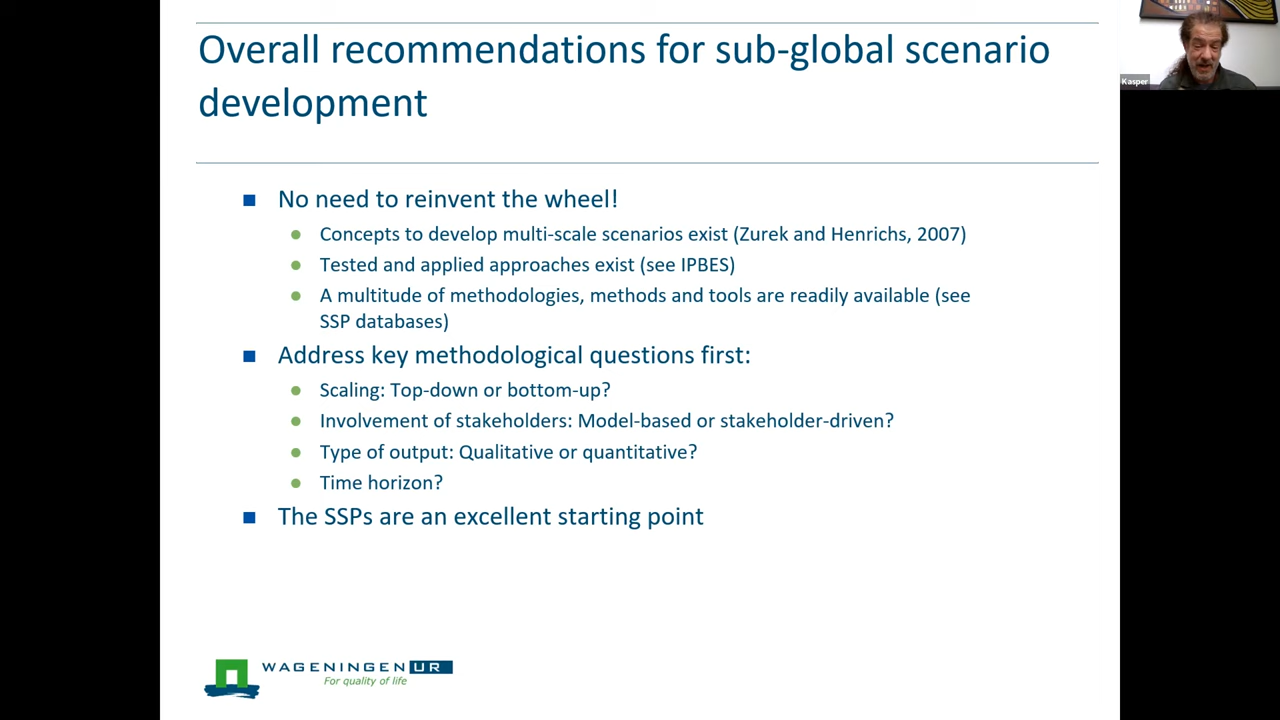 Overall recommendations for sub-global scenario
development
Kasper
No need to reinvent the wheel!
Concepts to develop multi-scale scenarios exist (Zurek and Henrichs, 2007)
Tested and applied approaches exist (see IPBES)
A multitude of methodologies, methods and tools are readily available (see
SSP databases)
Address key methodological questions first:
Scaling: Top-down or bottom-up?
Involvement of stakeholders: Model-based or stakeholder-driven?
Type of output: Qualitative or quantitative?
Time horizon?
The SSPs are an excellent starting point
WAGENINGEN UR
For quality of life